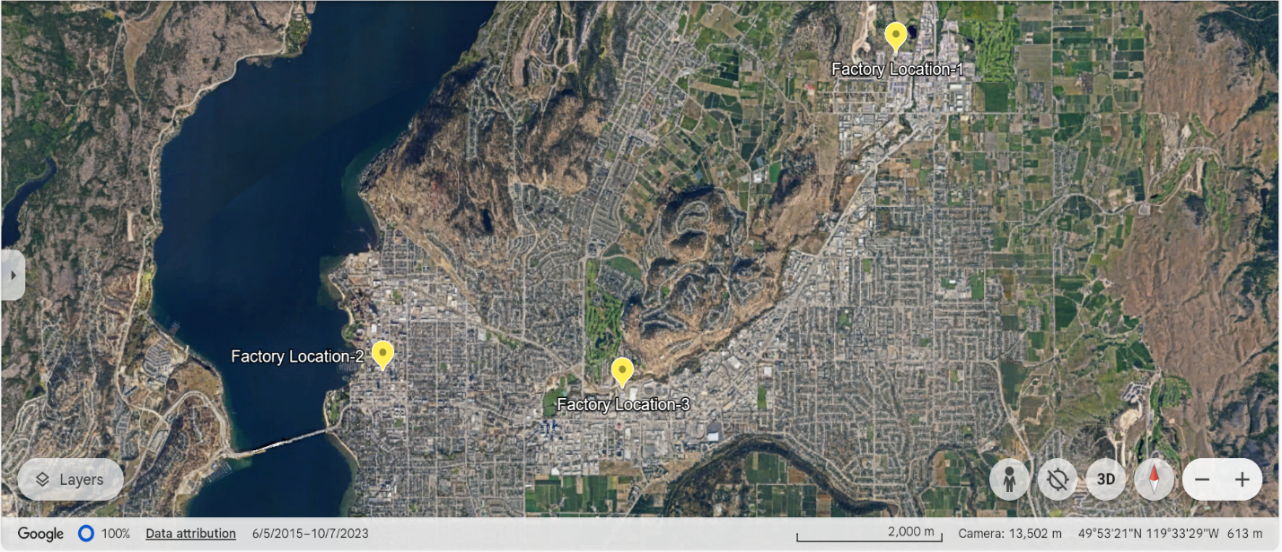 Factory Location-1
Factory Location-2
Factory Location-3
Layers
3D
Google 100% Data attribution 6/5/2015–10/7/2023 2,000 m Camera: 13,502 m 49°53'21"N 119°33'29"W 613 m